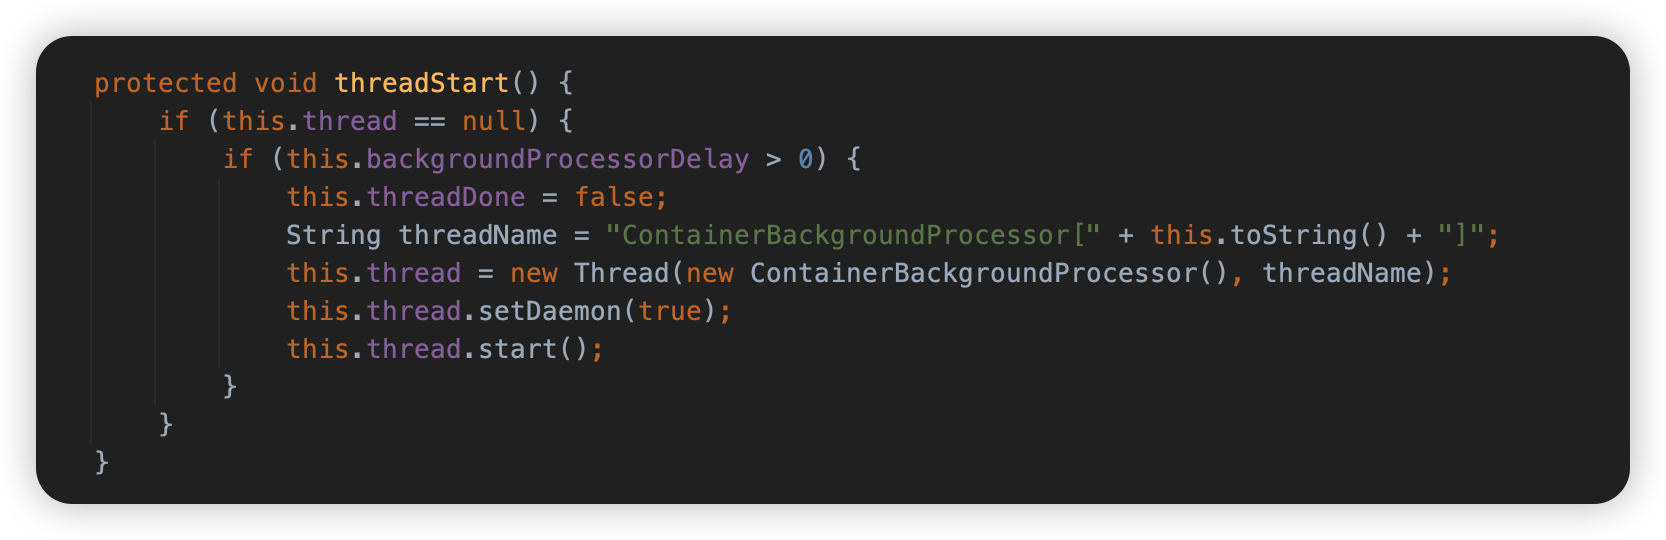 protected void threadStart() {
    if (this.thread == null) {
        if (this.backgroundProcessorDelay > 0) {
            this.threadDone = false;
            String threadName = "ContainerBackgroundProcessor[" + this.toString() + "]";
            this.thread = new Thread(new ContainerBackgroundProcessor(), threadName);
            this.thread.setDaemon(true);
            this.thread.start();
        }
    }
}